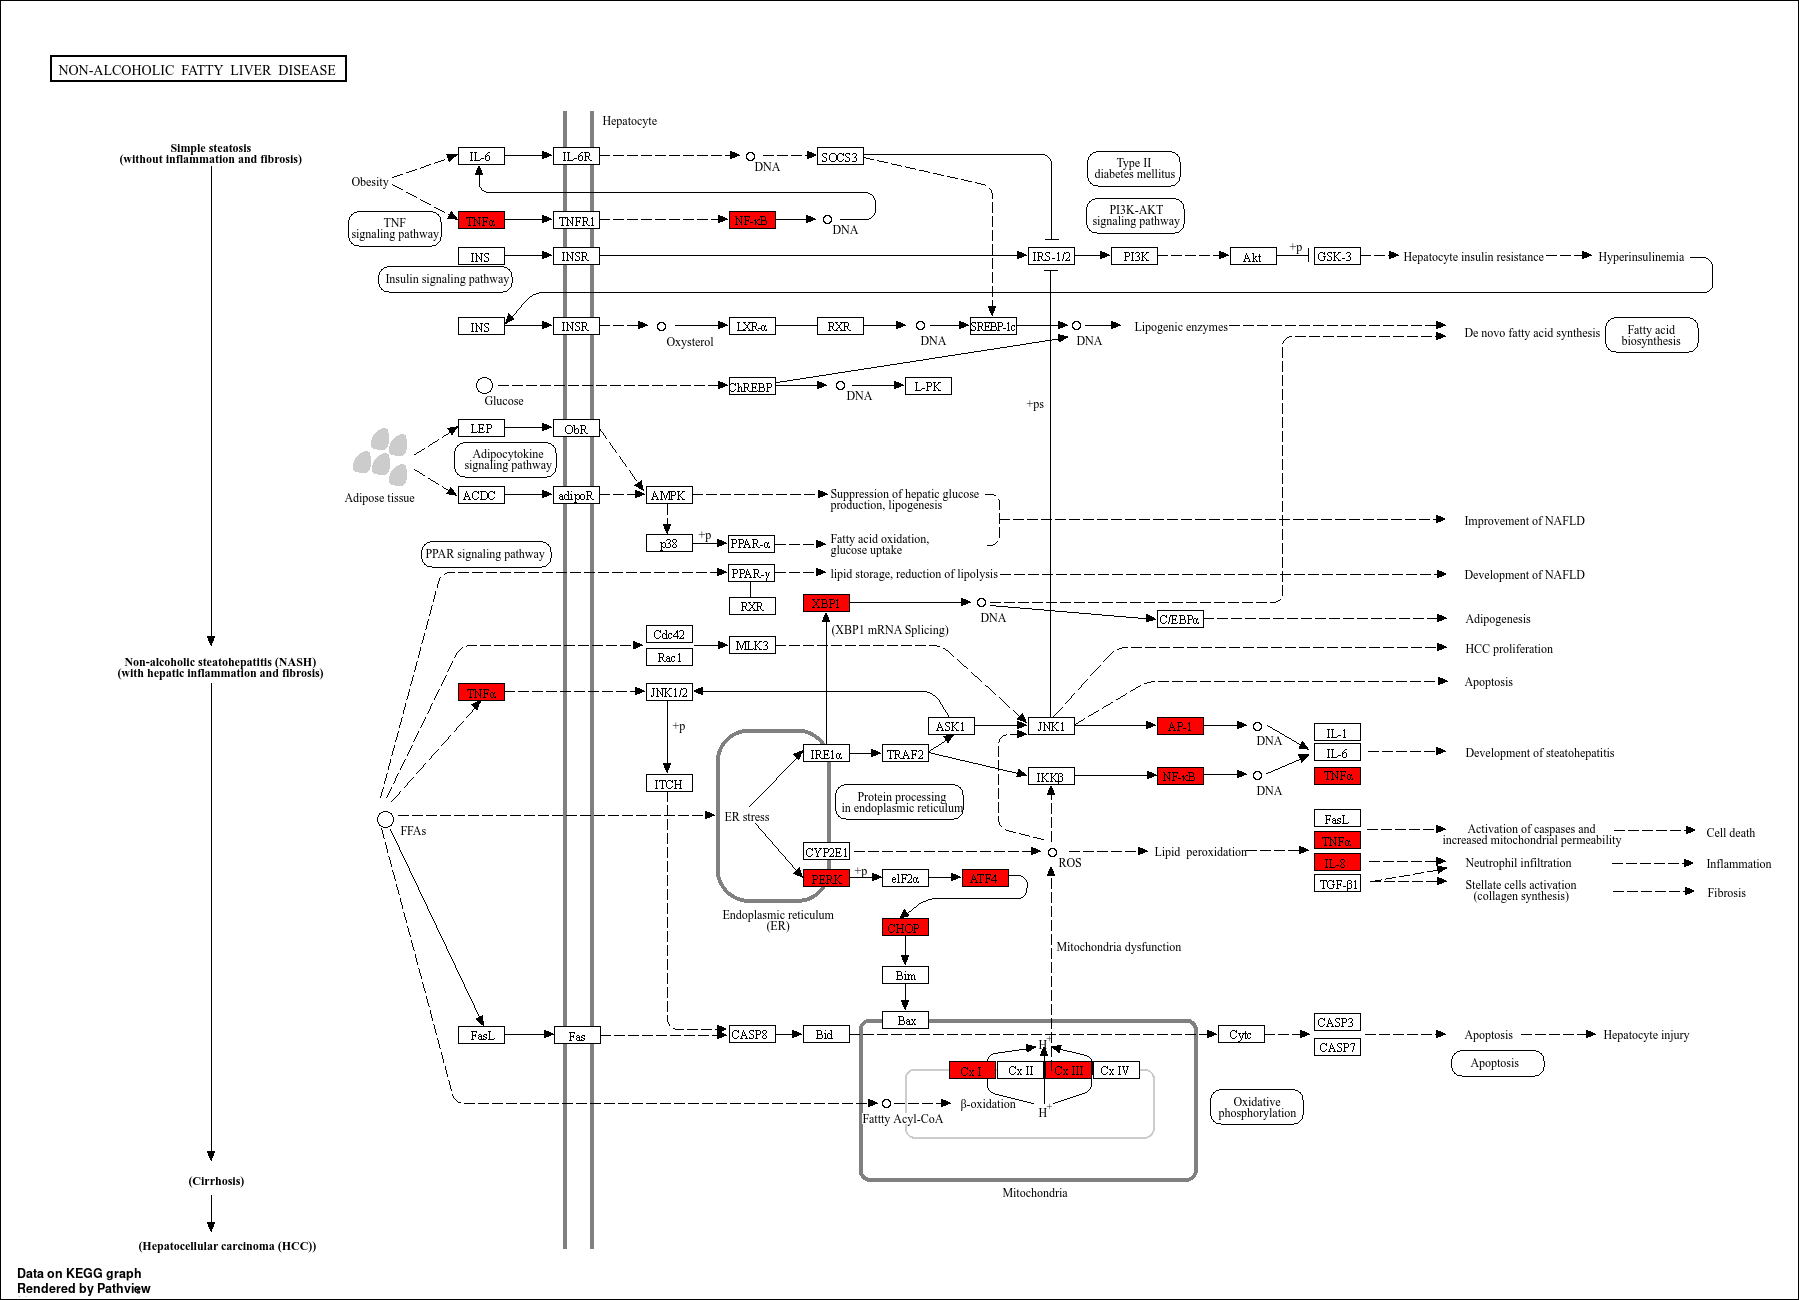 NON-ALCOHOLIC FATTY LIVER DISEASE
Hepatocyte
Simple steatosis
(without inflammation and fibrosis)
Obesity
IL-6
IL-6R
DNA
SOCS3
Type II
diabetes mellitus
TNF
signaling pathway
TNFα
TNFR1
NF-κB
DNA
PI3K-AKT
signaling pathway
INS
INSR
IRS-1/2
PI3K
Akt
+p
GSK-3
Hepatocyte insulin resistance
Hyperinsulinemia
Insulin signaling pathway
INS
INSR
Oxysterol
LXR-α
RXR
DNA
SREBP-1c
DNA
Lipogenic enzymes
De novo fatty acid synthesis
Fatty acid
biosynthesis
Glucose
ChREBP
DNA
L-PK
+ps
LEP
ObR
Adipocytokine
signaling pathway
Adipose tissue
ACDC
adipoR
AMPK
Suppression of hepatic glucose
production, lipogenesis
Improvement of NAFLD
p38
+p
PPAR-α
Fatty acid oxidation,
glucose uptake
PPAR signaling pathway
PPAR-γ
lipid storage, reduction of lipolysis
Development of NAFLD
RXR
XBP1
(XBP1 mRNA Splicing)
DNA
C/EBPα
Adipogenesis
Cdc42
Rac1
MLK3
HCC proliferation
Non-alcoholic steatohepatitis (NASH)
(with hepatic inflammation and fibrosis)
TNFα
JNK1/2
Apoptosis
+p
ASK1
JNK1
AP-1
DNA
IL-1
IL-6
TNFα
Development of steatohepatitis
IRE1α
TRAF2
IKKβ
NF-κB
DNA
ITCH
Protein processing
in endoplasmic reticulum
ER stress
FFAs
CYP2E1
ROS
Lipid peroxidation
FasL
TNFα
IL-8
TGF-β1
Activation of caspases and
increased mitochondrial permeability
Cell death
Neutrophil infiltration
Inflammation
Stellate cells activation
(collagen synthesis)
Fibrosis
PERK
+p
eIF2α
ATF4
Endoplasmic reticulum
(ER)
CHOP
Mitochondria dysfunction
Bim
Bax
FasL
Fas
CASP8
Bid
Cytc
CASP3
CASP7
Apoptosis
Hepatocyte injury
Apoptosis
H+
Cx I
Cx II
Cx III
Cx IV
Fattty Acyl-CoA
β-oxidation
H+
Oxidative
phosphorylation
Mitochondria
(Cirrhosis)
(Hepatocellular carcinoma (HCC))
Data on KEGG graph
Rendered by Pathview